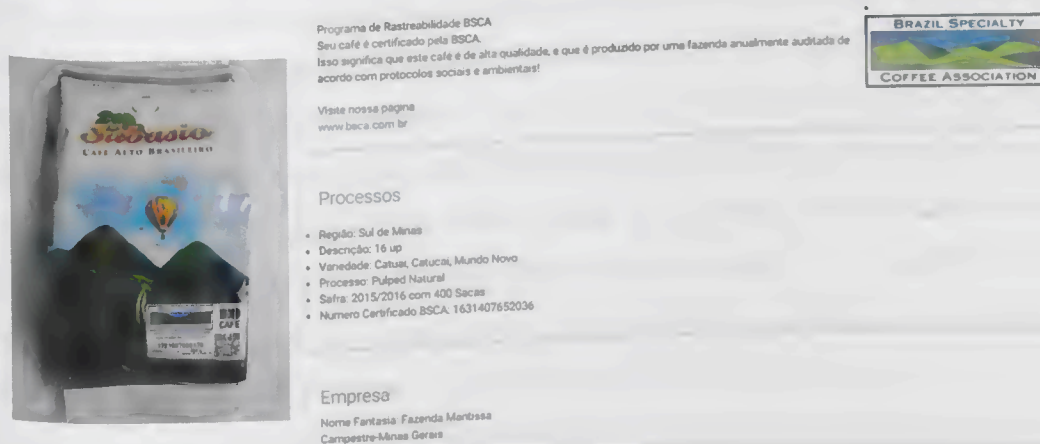 Programa de Rastreabilidade BSCA
Seu café é certificado pela BSCA.
Isso significa que este café é de alta qualidade, e que é produzido por uma fazenda anualmente auditada de
acordo com protocolos sociais e ambientais!
Visite nossa página
www.bsca.com.br
BRAZIL SPECIALTY
COFFEE ASSOCIATION
Subasio
CAFÉ ALTO BRASILEIRO
CAFÉ
Processos
• Região: Sul de Minas
• Descrição: 16 up
• Variedade: Catuai, Catucai, Mundo Novo
• Processo: Pulped Natural
• Safra: 2015/2016 com 400 Sacas
• Numero Certificado BSCA: 1631407652036
Empresa
Nome Fantasia: Fazenda Mantissa
Campestre-Minas Gerais